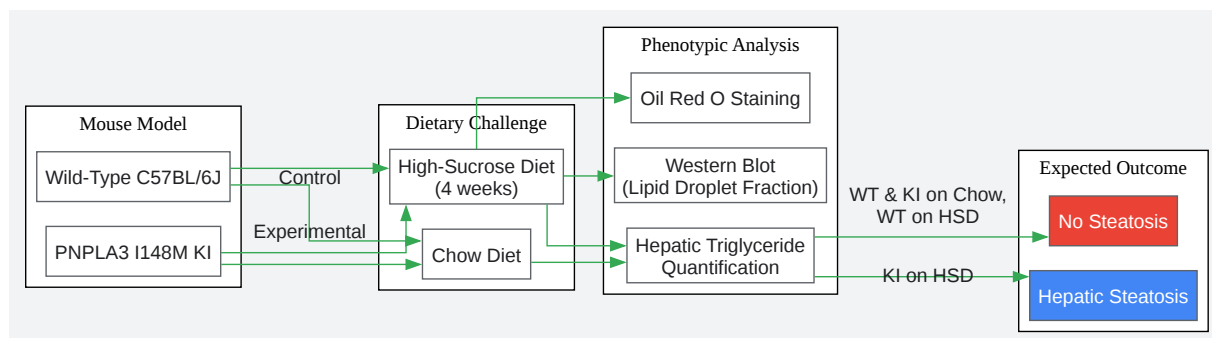 Mouse Model
Wild-Type C57BL/6J
PNPLA3 I148M KI
Control
Experimental
Dietary Challenge
High-Sucrose Diet
(4 weeks)
Chow Diet
Phenotypic Analysis
Oil Red O Staining
Western Blot
(Lipid Droplet Fraction)
Hepatic Triglyceride
Quantification
WT & KI on Chow,
WT on HSD
KI on HSD
Expected Outcome
No Steatosis
Hepatic Steatosis